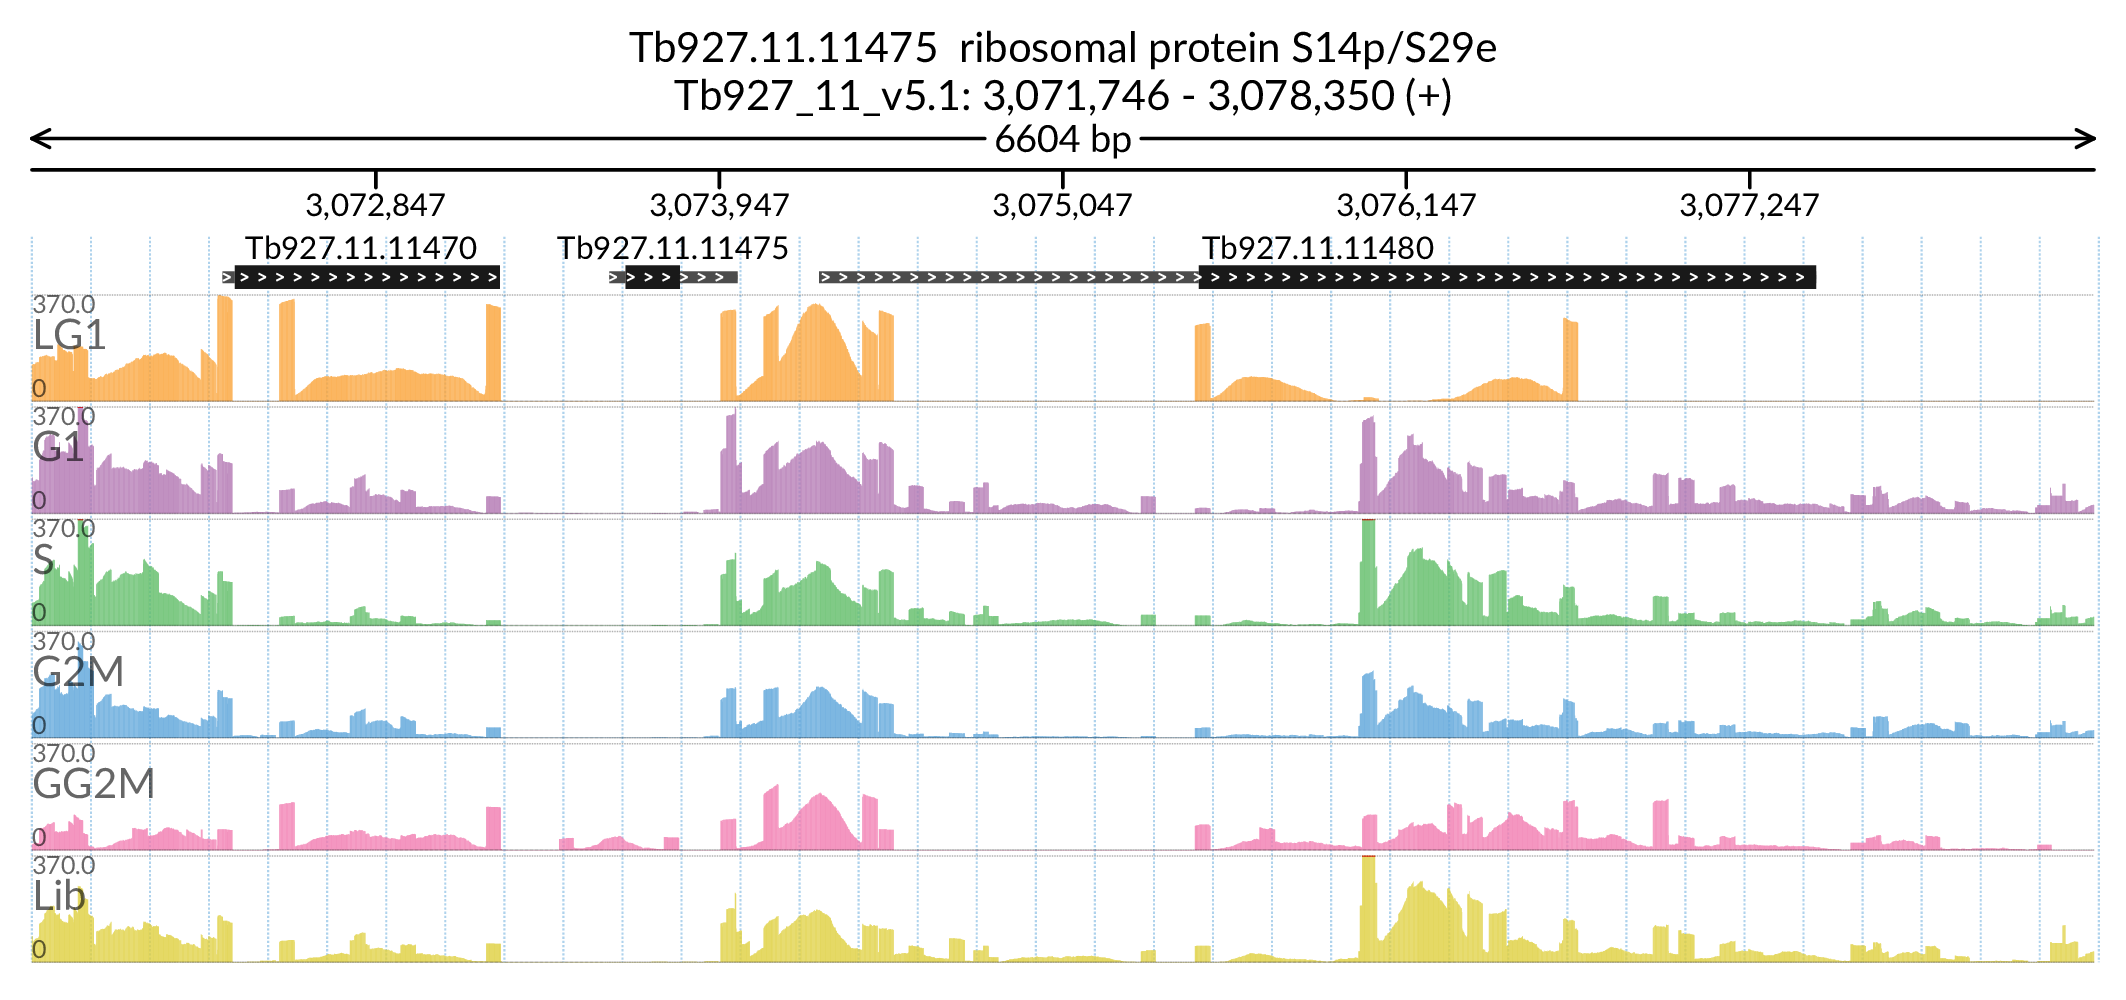 Tb927.11.11475  ribosomal protein S14p/S29e
Tb927_11_v5.1: 3,071,746 - 3,078,350 (+)
6604 bp
3,072,847 3,073,947 3,075,047 3,076,147 3,077,247
Tb927.11.11470 Tb927.11.11475 Tb927.11.11480
370.0
LG1
0
370.0
G1
0
370.0
S
0
370.0
G2M
0
370.0
GG2M
0
370.0
Lib
0